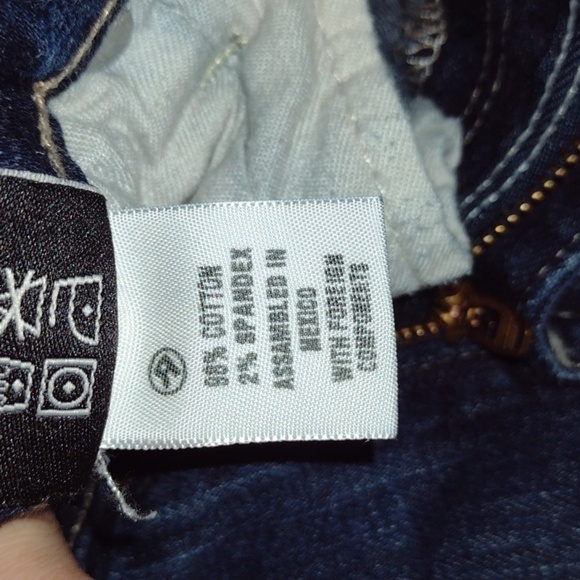 98% COTTON
2% SPANDEX
ASSEMBLED IN
MEXICO
WITH FOREIGN
COMPONENTS